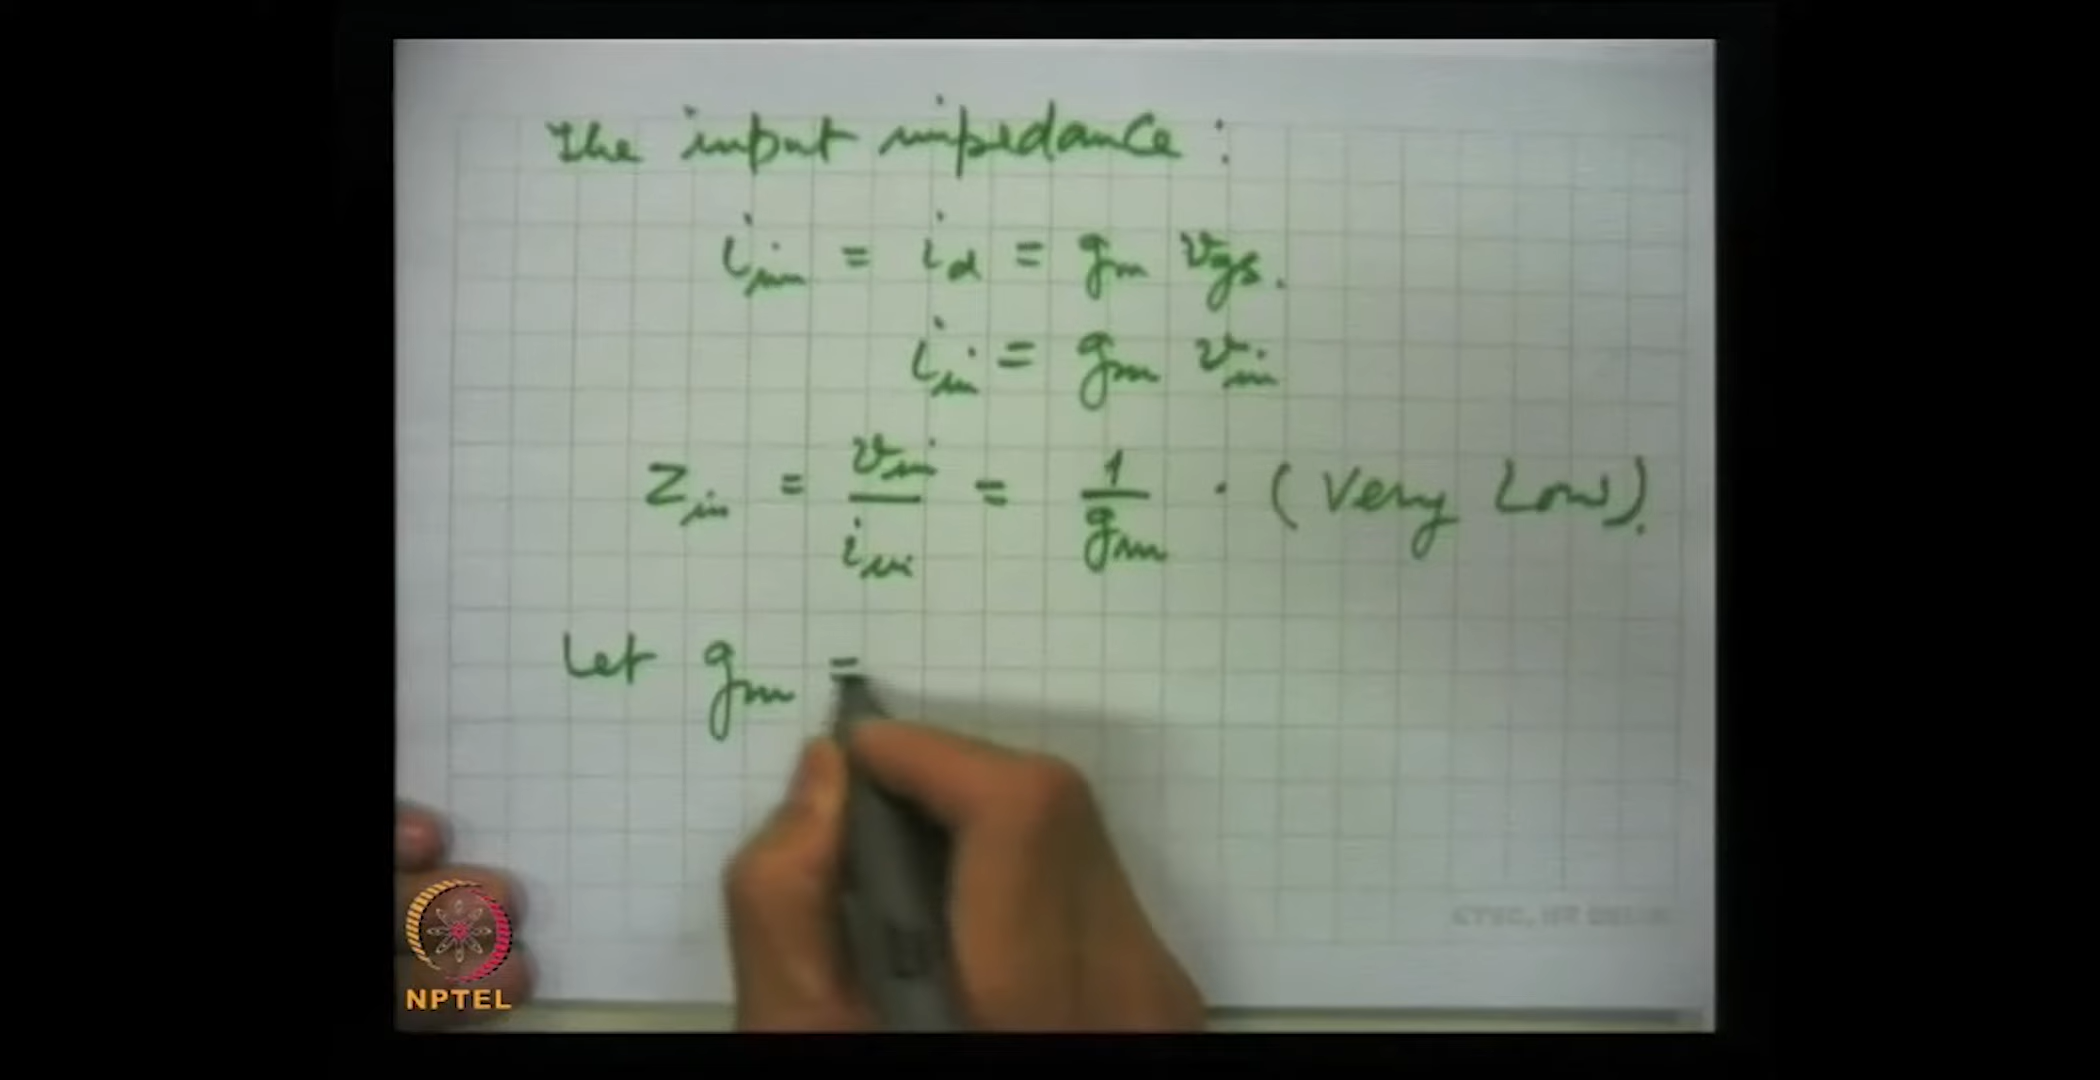 The input impedance :
i_in = i_d = g_m v_gs.
i_in = g_m v_in
Z_in = v_in / i_in = 1 / g_m . (Very Low).
Let g_m =
NPTEL